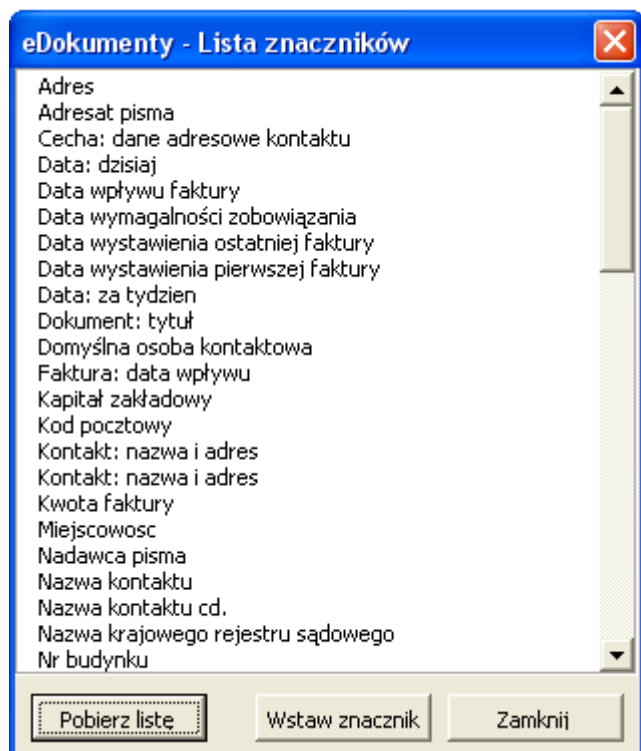 eDokumenty - Lista znaczników
Adres
Adresat pisma
Cecha: dane adresowe kontaktu
Data: dzisiaj
Data wpływu faktury
Data wymagalności zobowiązania
Data wystawienia ostatniej faktury
Data wystawienia pierwszej faktury
Data: za tydzien
Dokument: tytuł
Domyślna osoba kontaktowa
Faktura: data wpływu
Kapitał zakładowy
Kod pocztowy
Kontakt: nazwa i adres
Kontakt: nazwa i adres
Kwota faktury
Miejscowosc
Nadawca pisma
Nazwa kontaktu
Nazwa kontaktu cd.
Nazwa krajowego rejestru sądowego
Nr budynku
Pobierz listę Wstaw znacznik Zamknij